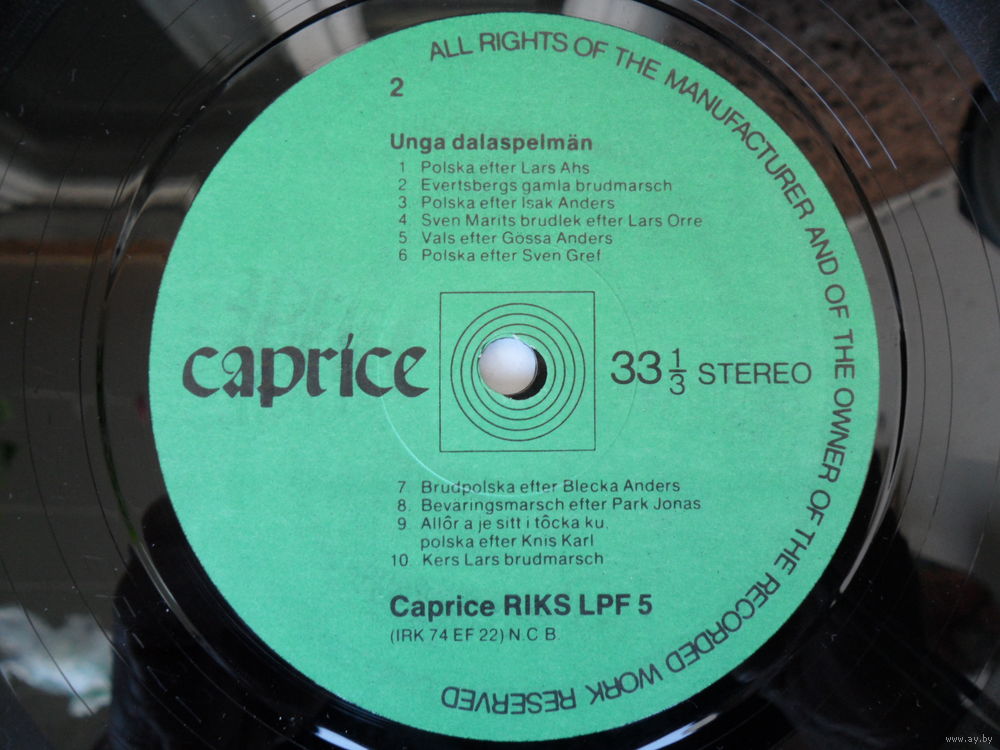 ALL RIGHTS OF THE MANUFACTURER AND OF THE OWNER OF THE RECORDED WORK RESERVED
2
Unga dalaspelmän
1 Polska efter Lars Ahs
2 Evertsbergs gamla brudmarsch
3. Polska efter Isak Anders
4. Sven Marits brudlek efter Lars Orre
5. Vals efter Gössa Anders
6 Polska efter Sven Gref
caprice
33 1/3 STEREO
7. Brudpolska efter Blecka Anders
8. Bevaringsmarsch efter Park Jonas
9. Allôr a je sitt i tôcka ku,
polska efter Knis Karl
10. Kers Lars brudmarsch
Caprice RIKS LPF 5
(IRK 74 EF 22) N C B
www.ay.by